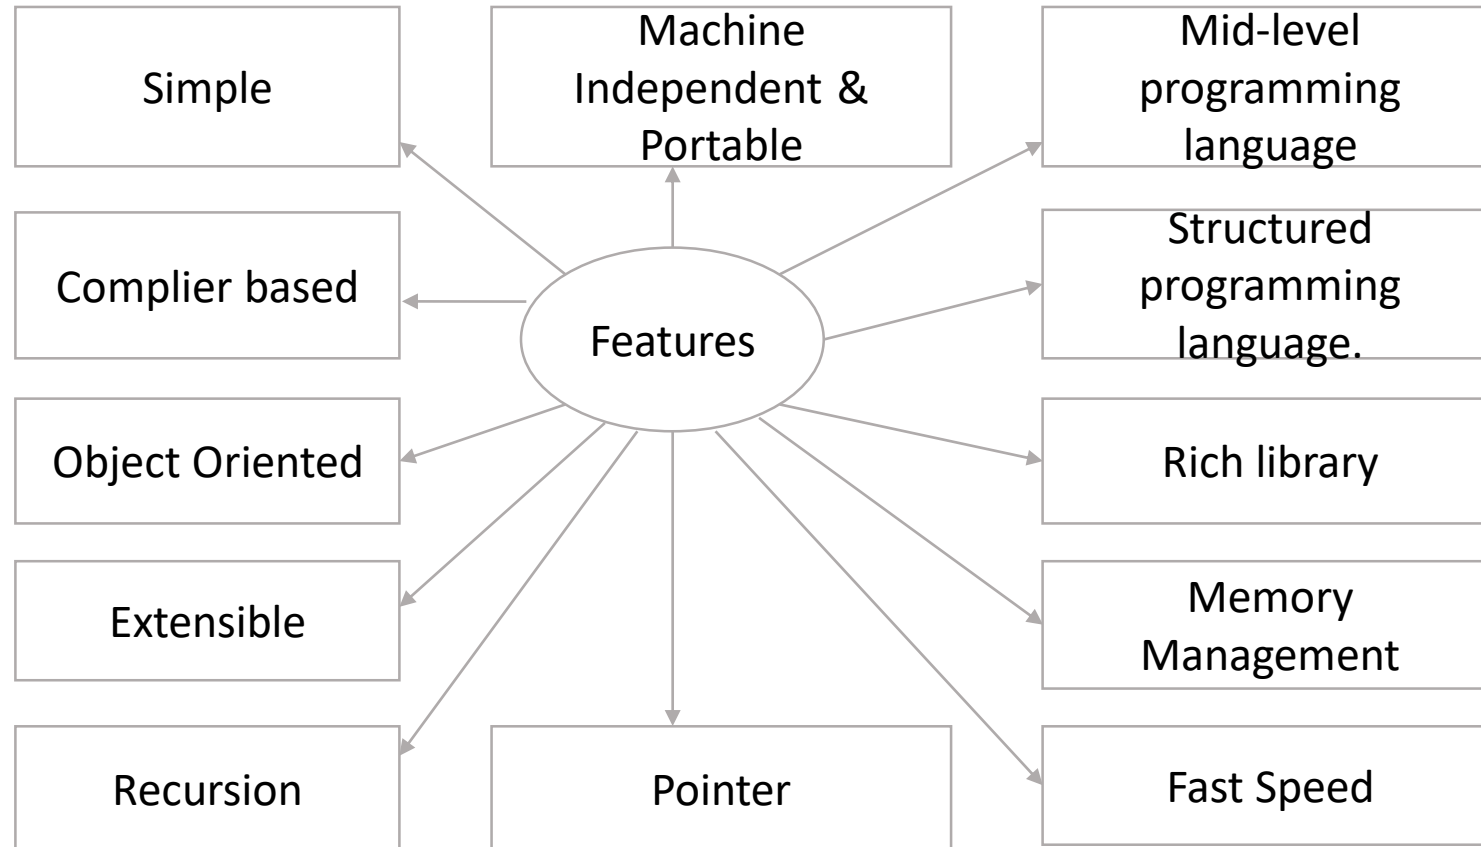 Simple
Machine
Independent &
Portable
Mid-level
programming
language
Complier based
Features
Structured
programming
language.
Object Oriented
Rich library
Extensible
Memory
Management
Recursion
Pointer
Fast Speed